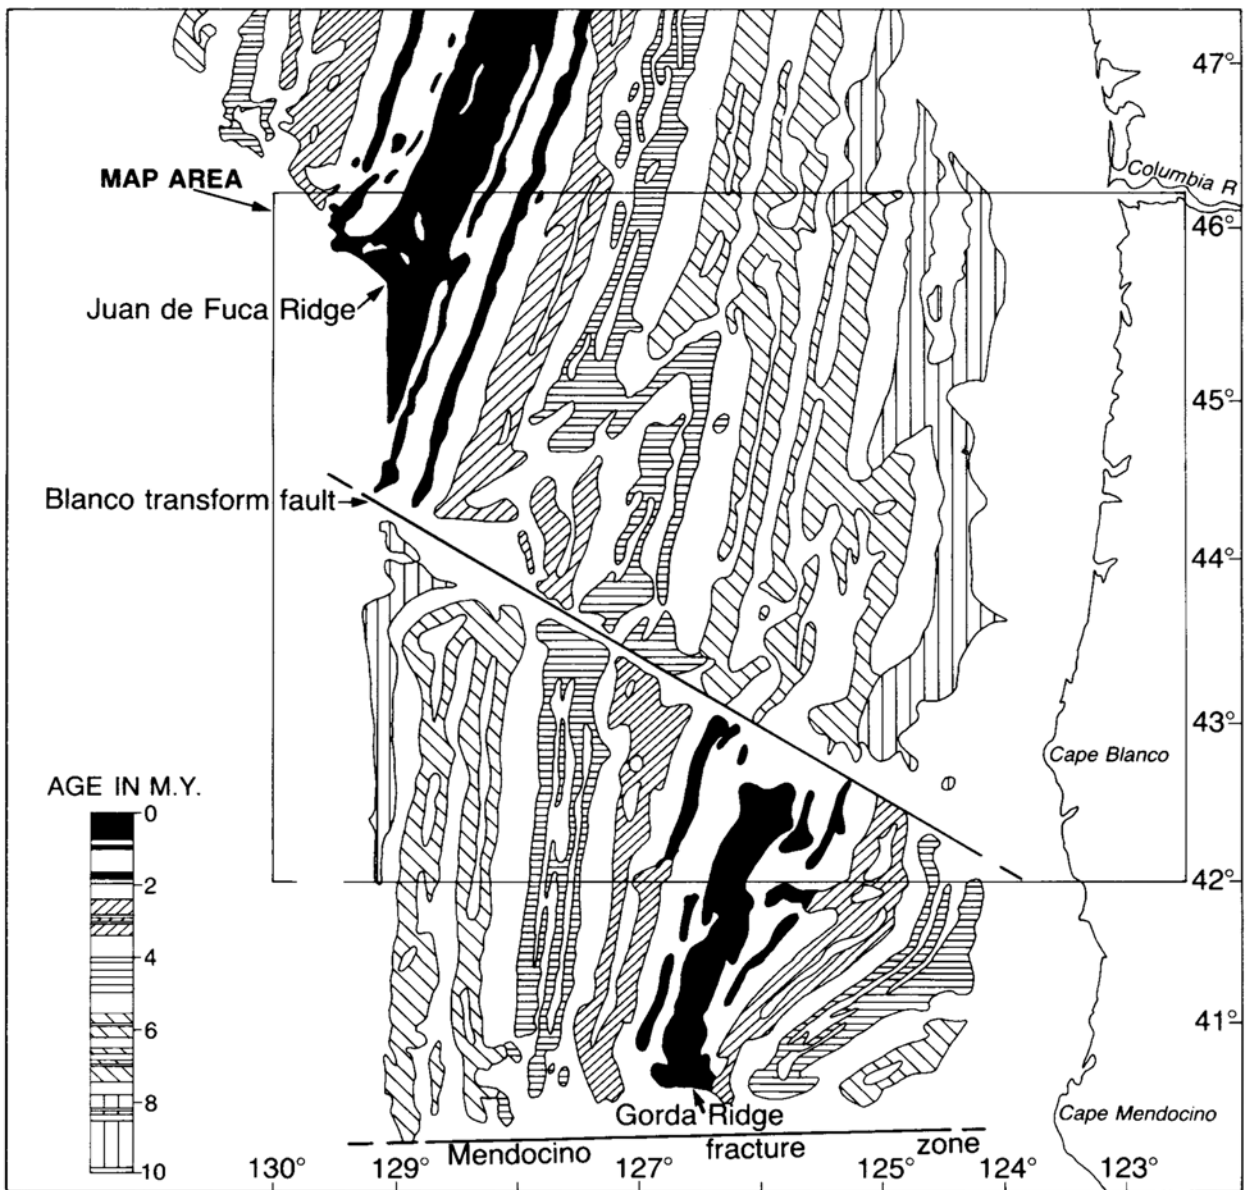 47°
Columbia R
MAP AREA
46°
Juan de Fuca Ridge
45°
Blanco transform fault
44°
43°
Cape Blanco
AGE IN M.Y.
0
2
42°
4
6
41°
8
Gorda Ridge
Cape Mendocino
Mendocino fracture zone
10
130° 129° 127° 125° 124° 123°